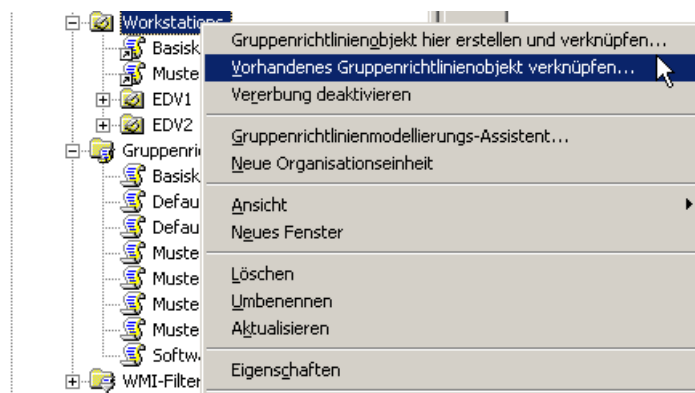 Workstations
Basisk
Muste
EDV1
EDV2
Gruppenri
Basisk
Defau
Defau
Muste
Muste
Muste
Muste
Softw
WMI-Filter
Gruppenrichtlinienobjekt hier erstellen und verknüpfen...
Vorhandenes Gruppenrichtlinienobjekt verknüpfen...
Vererbung deaktivieren
Gruppenrichtlinienmodellierungs-Assistent...
Neue Organisationseinheit
Ansicht
Neues Fenster
Löschen
Umbenennen
Aktualisieren
Eigenschaften